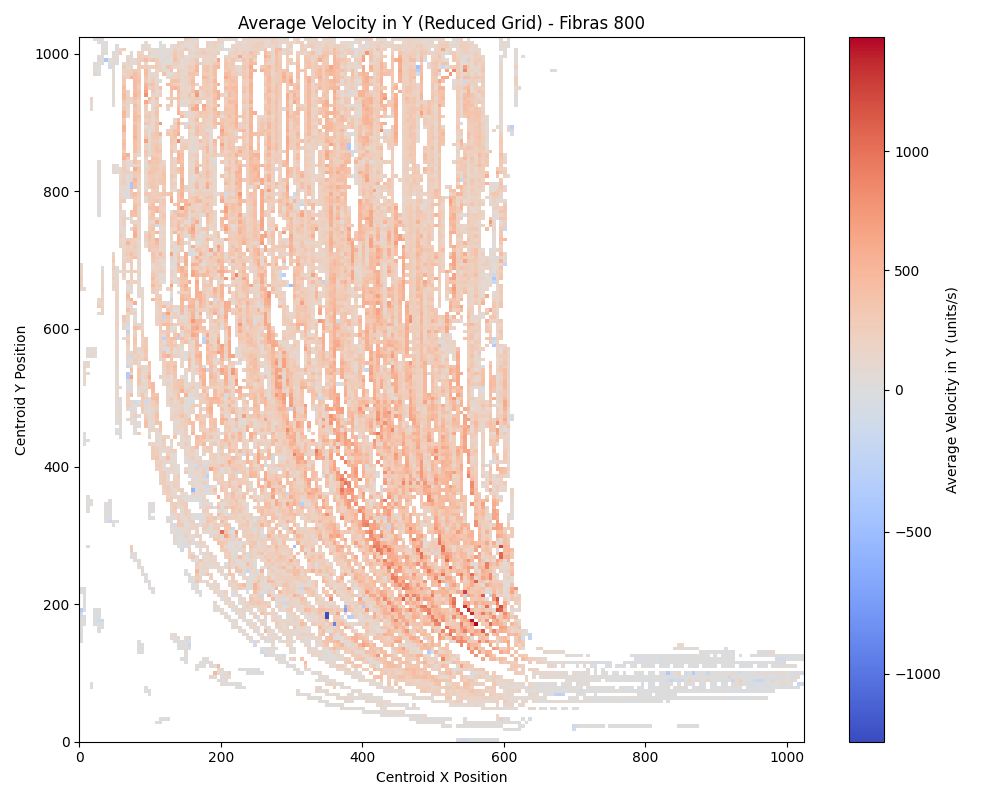 Average Velocity in Y (Reduced Grid) - Fibras 800
1000
800
600
400
200
0
Centroid Y Position
0 200 400 600 800 1000
Centroid X Position
1000
500
0
−500
−1000
Average Velocity in Y (units/s)